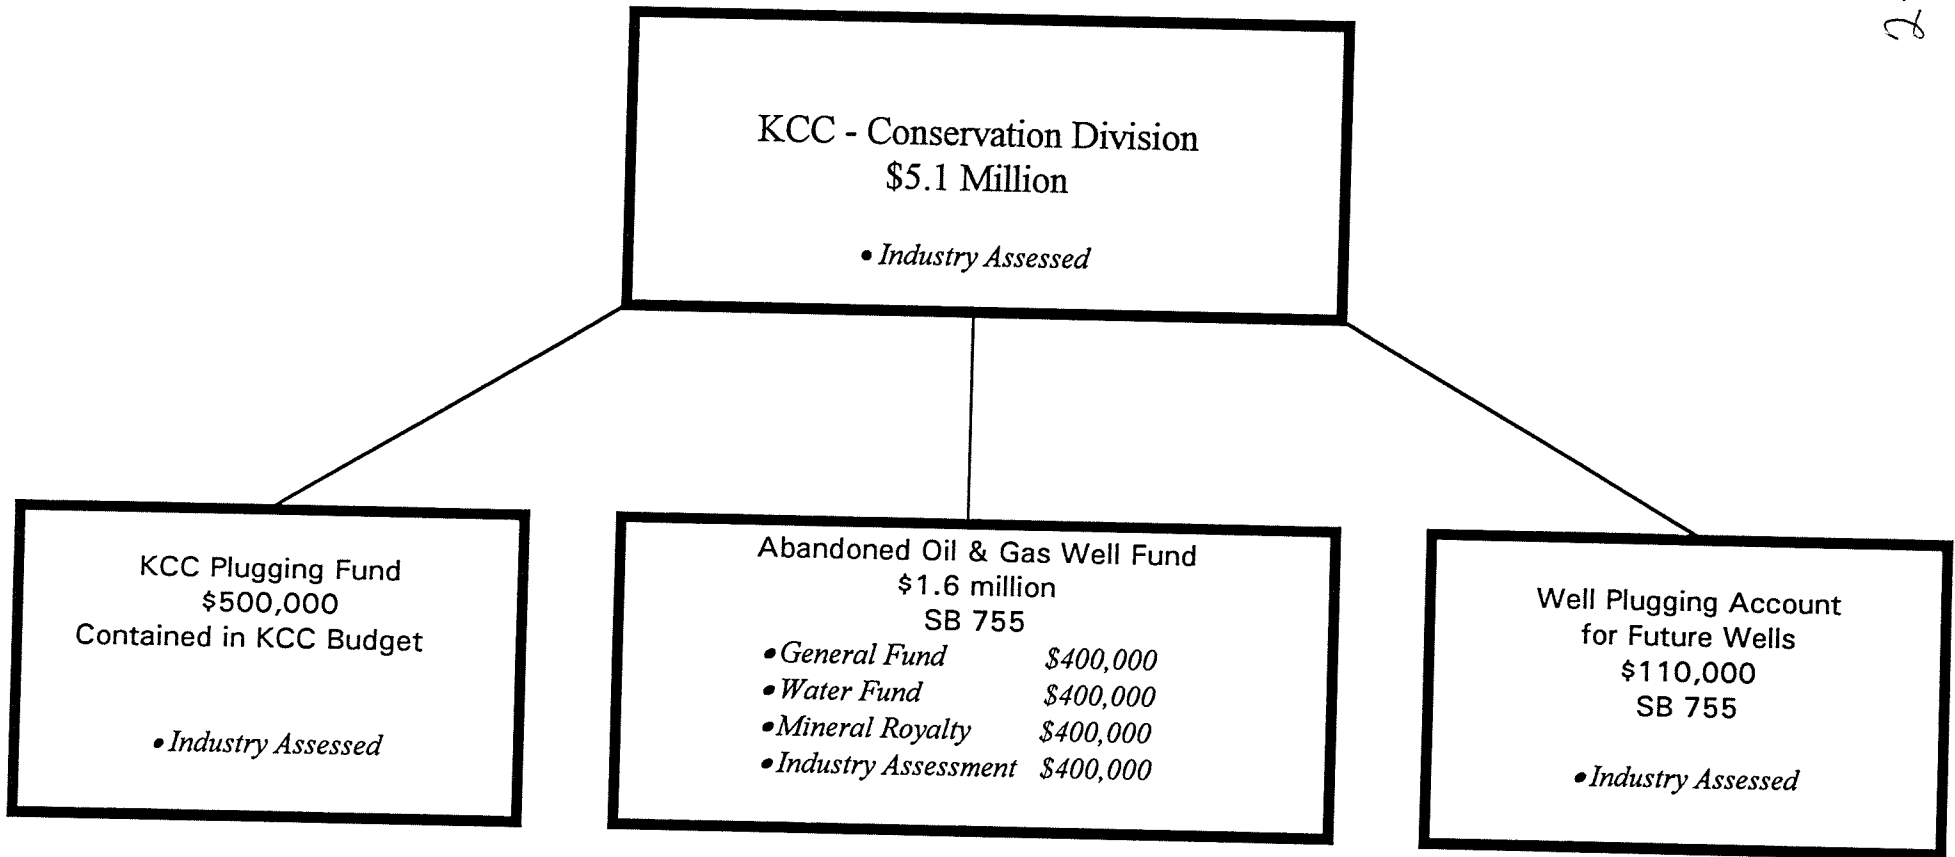 KCC - Conservation Division
$5.1 Million
• Industry Assessed
KCC Plugging Fund
$500,000
Contained in KCC Budget
• Industry Assessed
Abandoned Oil & Gas Well Fund
$1.6 million
SB 755
• General Fund $400,000
• Water Fund $400,000
• Mineral Royalty $400,000
• Industry Assessment $400,000
Well Plugging Account
for Future Wells
$110,000
SB 755
• Industry Assessed